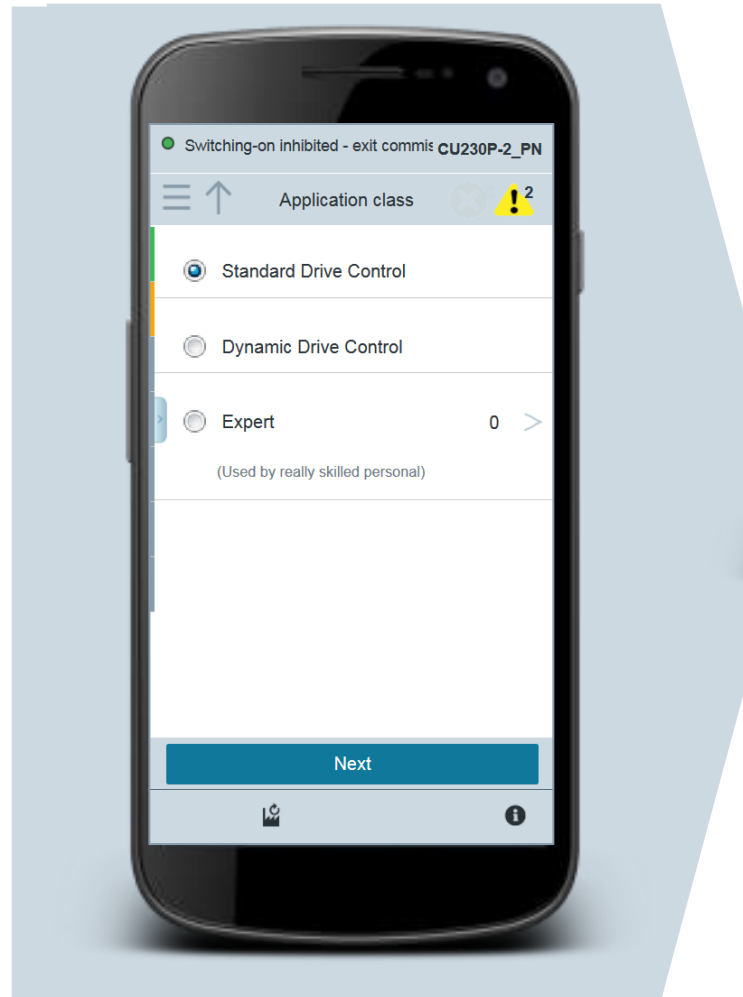 Switching-on inhibited - exit commis CU230P-2_PN
Application class 2
Standard Drive Control
Dynamic Drive Control
Expert 0
(Used by really skilled personal)
Next